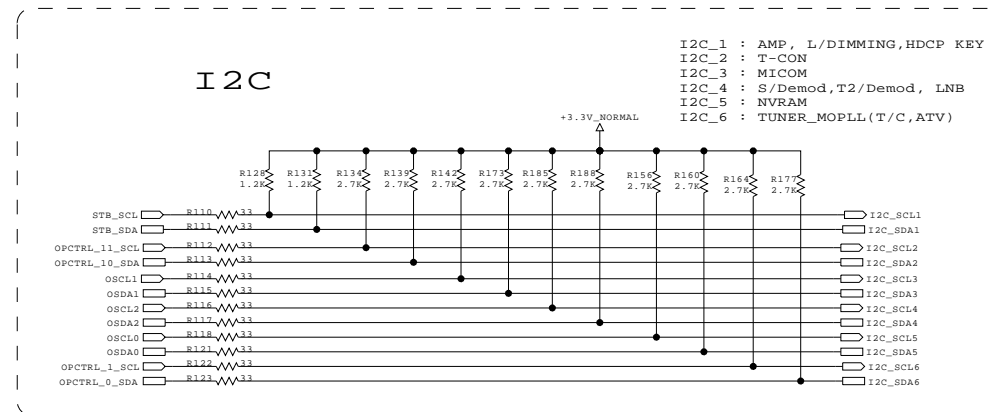 I2C
I2C_1 : AMP, L/DIMMING,HDCP KEY
I2C_2 : T-CON
I2C_3 : MICOM
I2C_4 : S/Demod,T2/Demod, LNB
I2C_5 : NVRAM
I2C_6 : TUNER_MOPLL(T/C,ATV)
+3.3V_NORMAL
R128 R131 R134 R139 R142 R173 R185 R188 R156 R160 R164 R177
1.2K 1.2K 2.7K 2.7K 2.7K 2.7K 2.7K 2.7K 2.7K 2.7K 2.7K 2.7K
STB_SCL R110 33 I2C_SCL1
STB_SDA R111 33 I2C_SDA1
OPCTRL_11_SCL R112 33 I2C_SCL2
OPCTRL_10_SDA R113 33 I2C_SDA2
OSCL1 R114 33 I2C_SCL3
OSDA1 R115 33 I2C_SDA3
OSCL2 R116 33 I2C_SCL4
OSDA2 R117 33 I2C_SDA4
OSCL0 R118 33 I2C_SCL5
OSDA0 R121 33 I2C_SDA5
OPCTRL_1_SCL R122 33 I2C_SCL6
OPCTRL_0_SDA R123 33 I2C_SDA6